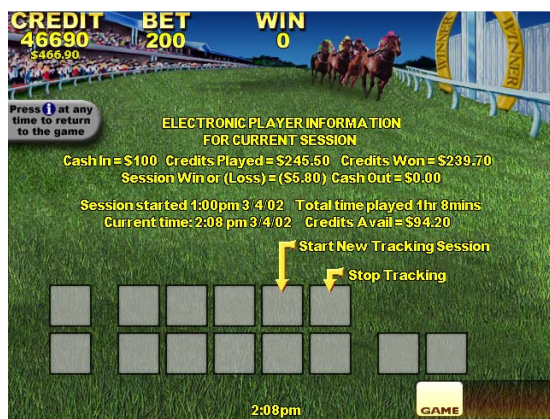 CREDIT BET WIN
46690 200 0
$466.90
WINNER WINNER
Press i at any
time to return
to the game
ELECTRONIC PLAYER INFORMATION
FOR CURRENT SESSION
Cash In = $100 Credits Played = $245.50 Credits Won = $239.70
Session Win or (Loss) = ($5.80) Cash Out = $0.00
Session started 1:00pm 3/4/02 Total time played 1hr 8mins
Current time: 2:08 pm 3/4/02 Credits Avail = $94.20
Start New Tracking Session
Stop Tracking
GAME
2:08pm